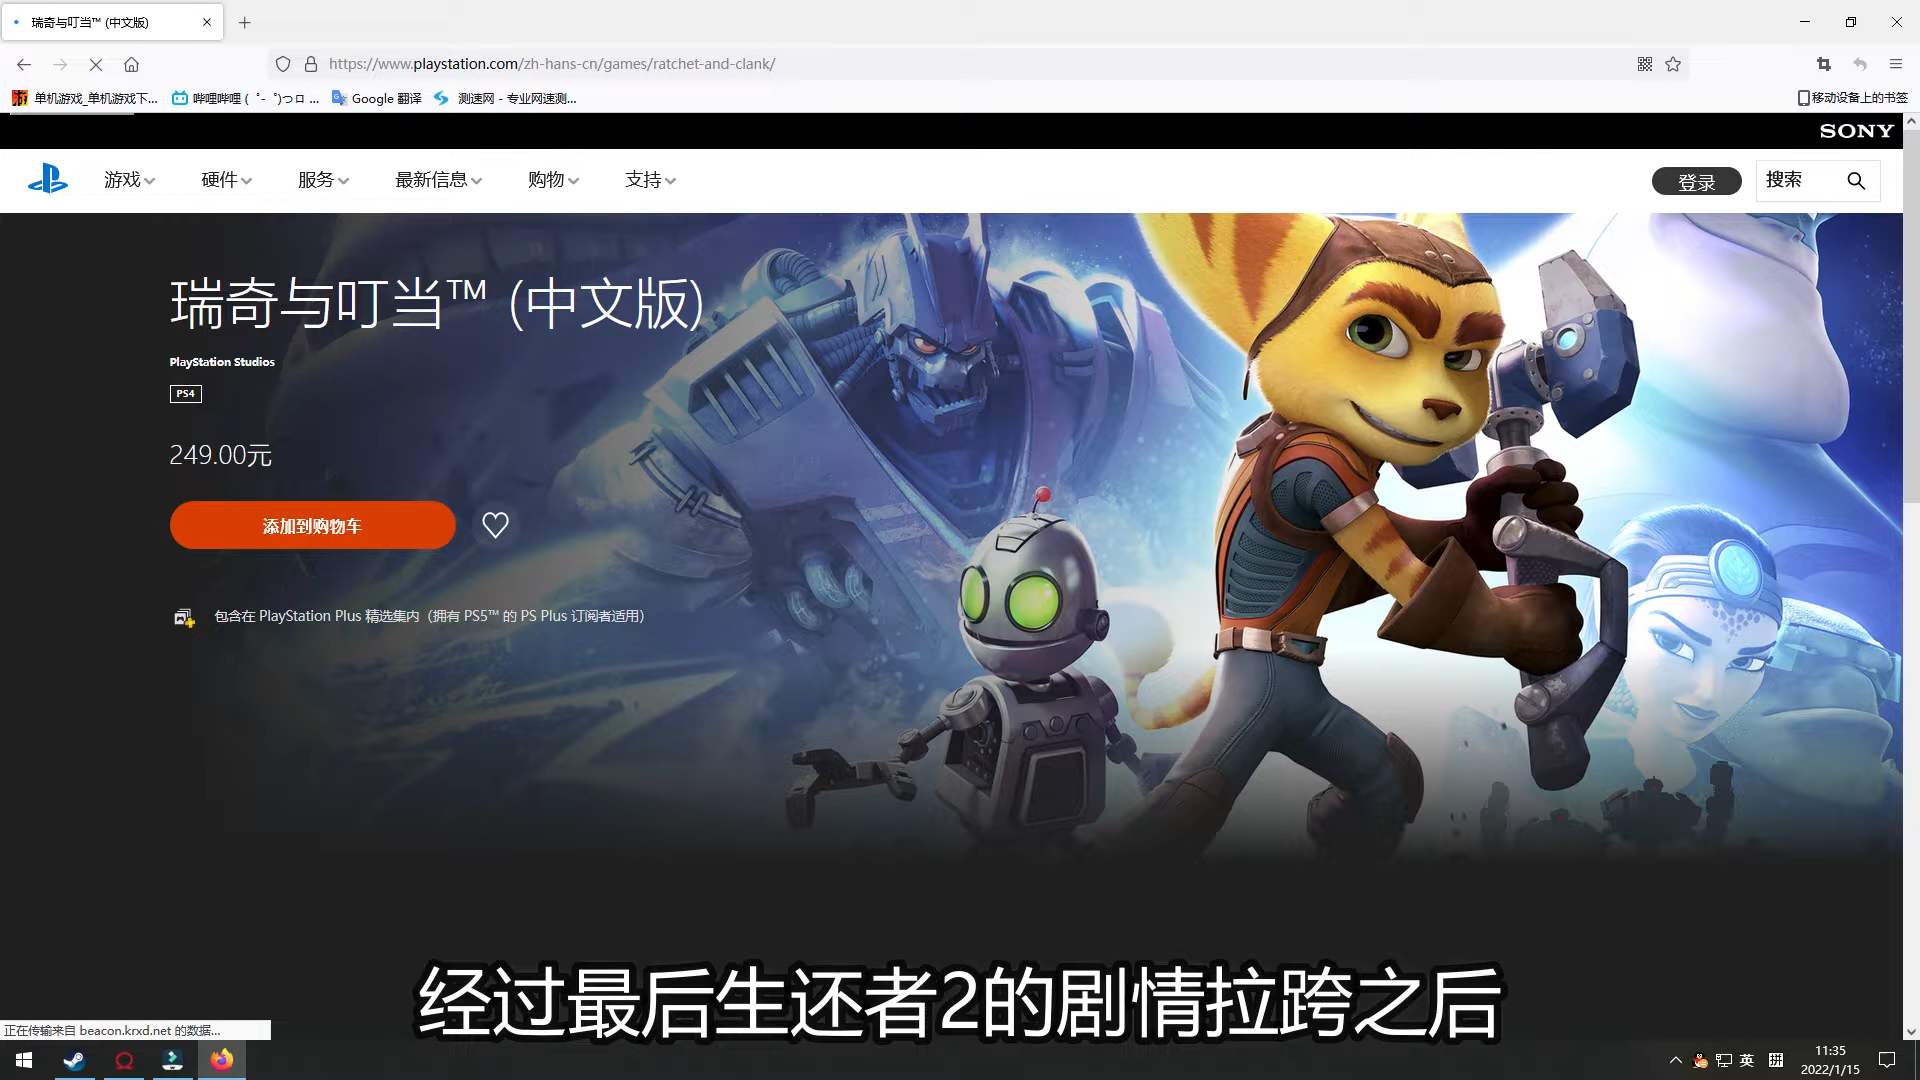 瑞奇与叮当™ (中文版)
https://www.playstation.com/zh-hans-cn/games/ratchet-and-clank/
单机游戏_单机游戏下...
哔哩哔哩 ( ゜- ゜)つロ ...
Google 翻译
测速网 - 专业网速测...
移动设备上的书签
SONY
游戏
硬件
服务
最新信息
购物
支持
登录
搜索
瑞奇与叮当™ (中文版)
PlayStation Studios
PS4
249.00元
添加到购物车
包含在 PlayStation Plus 精选集内（拥有 PS5™ 的 PS Plus 订阅者适用）
经过最后生还者2的剧情拉跨之后
正在传输来自 beacon.krxd.net 的数据...
英
拼
11:35
2022/1/15